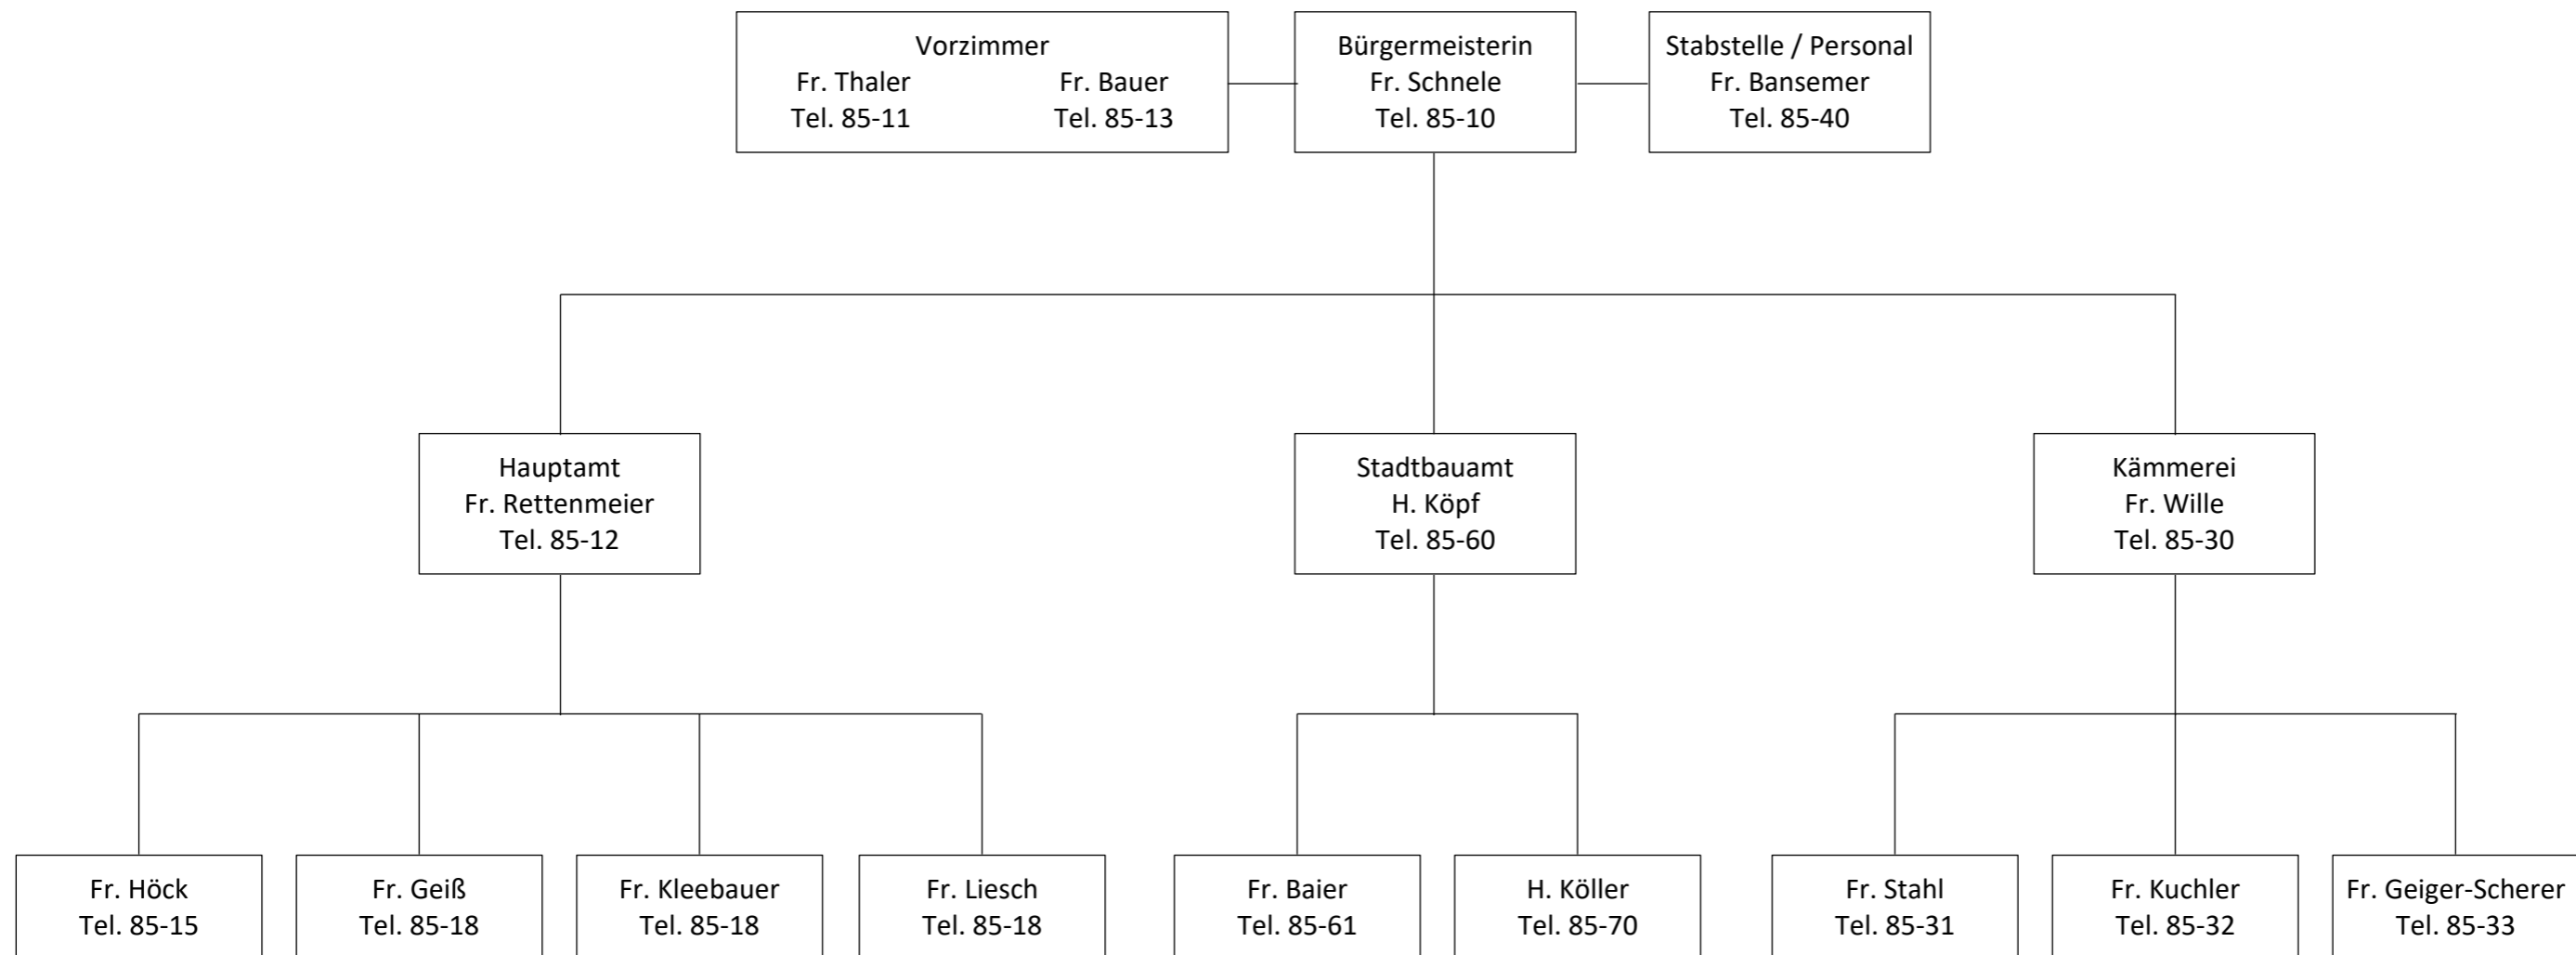 Vorzimmer
Fr. Thaler Fr. Bauer
Tel. 85-11 Tel. 85-13
Bürgermeisterin
Fr. Schnele
Tel. 85-10
Stabstelle / Personal
Fr. Bansemer
Tel. 85-40
Hauptamt
Fr. Rettenmeier
Tel. 85-12
Stadtbauamt
H. Köpf
Tel. 85-60
Kämmerei
Fr. Wille
Tel. 85-30
Fr. Höck
Tel. 85-15
Fr. Geiß
Tel. 85-18
Fr. Kleebauer
Tel. 85-18
Fr. Liesch
Tel. 85-18
Fr. Baier
Tel. 85-61
H. Köller
Tel. 85-70
Fr. Stahl
Tel. 85-31
Fr. Kuchler
Tel. 85-32
Fr. Geiger-Scherer
Tel. 85-33